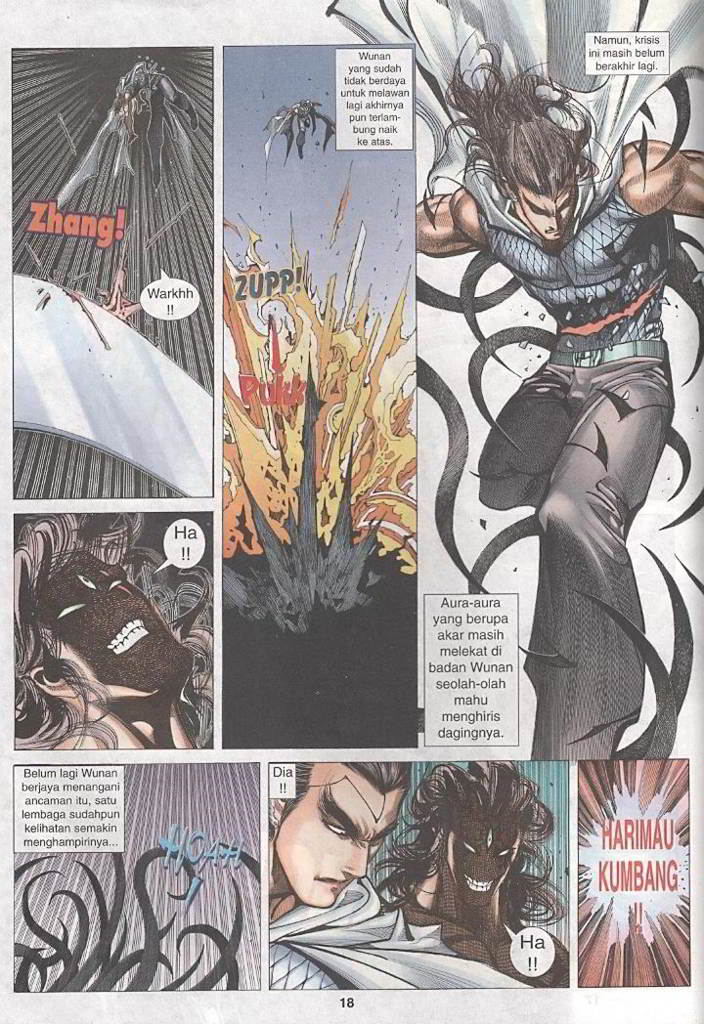 Zhang!
Warkhh
!!
Wunan
yang sudah
tidak berdaya
untuk melawan
lagi akhirnya
pun terlam-
bung naik
ke atas.
ZUPP!
Pukk
Namun, krisis
ini masih belum
berakhir lagi.
Aura-aura
yang berupa
akar masih
melekat di
badan Wunan
seolah-olah
mahu
menghiris
dagingnya.
Ha
!!
Belum lagi Wunan
berjaya menangani
ancaman itu, satu
lembaga sudahpun
kelihatan semakin
menghampirinya...
Dia
!!
Ha
!!
HARIMAU
KUMBANG
!!
18